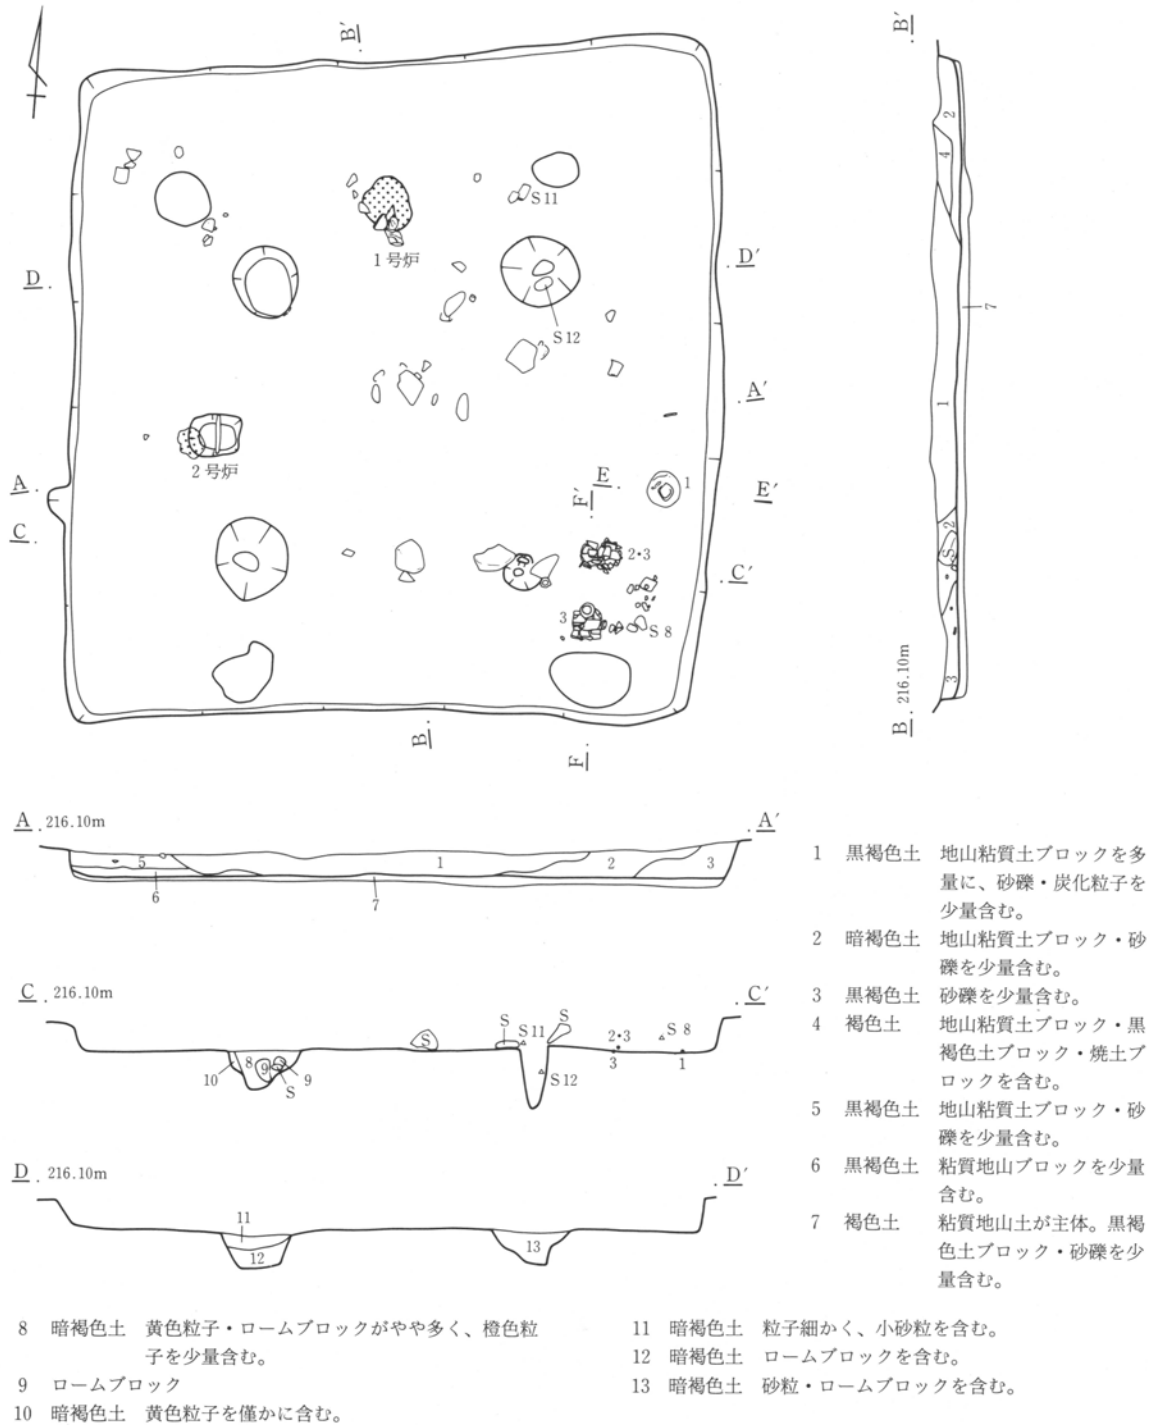 B′
B′
S11
1号炉
D
D′
S12
7
A′
1
2号炉
A
E
F′
1
E′
C
2・3
C′
3
S 8
B
F
2
4
1
2
S
3
B 216.10m
A 216.10m
A′
5
1
2
3
6
7
C 216.10m
C′
S
S
S11
S
2・3
S 8
8
9
10
9
S
S12
3
1
D 216.10m
D′
11
12
13
1 黒褐色土 地山粘質土ブロックを多
量に、砂礫・炭化粒子を
少量含む。
2 暗褐色土 地山粘質土ブロック・砂
礫を少量含む。
3 黒褐色土 砂礫を少量含む。
4 褐色土 地山粘質土ブロック・黒
褐色土ブロック・焼土ブ
ロックを含む。
5 黒褐色土 地山粘質土ブロック・砂
礫を少量含む。
6 黒褐色土 粘質地山ブロックを少量
含む。
7 褐色土 粘質地山土が主体。黒褐
色土ブロック・砂礫を少
量含む。
8 暗褐色土 黄色粒子・ロームブロックがやや多く、橙色粒
子を少量含む。
9 ロームブロック
10 暗褐色土 黄色粒子を僅かに含む。
11 暗褐色土 粒子細かく、小砂粒を含む。
12 暗褐色土 ロームブロックを含む。
13 暗褐色土 砂粒・ロームブロックを含む。